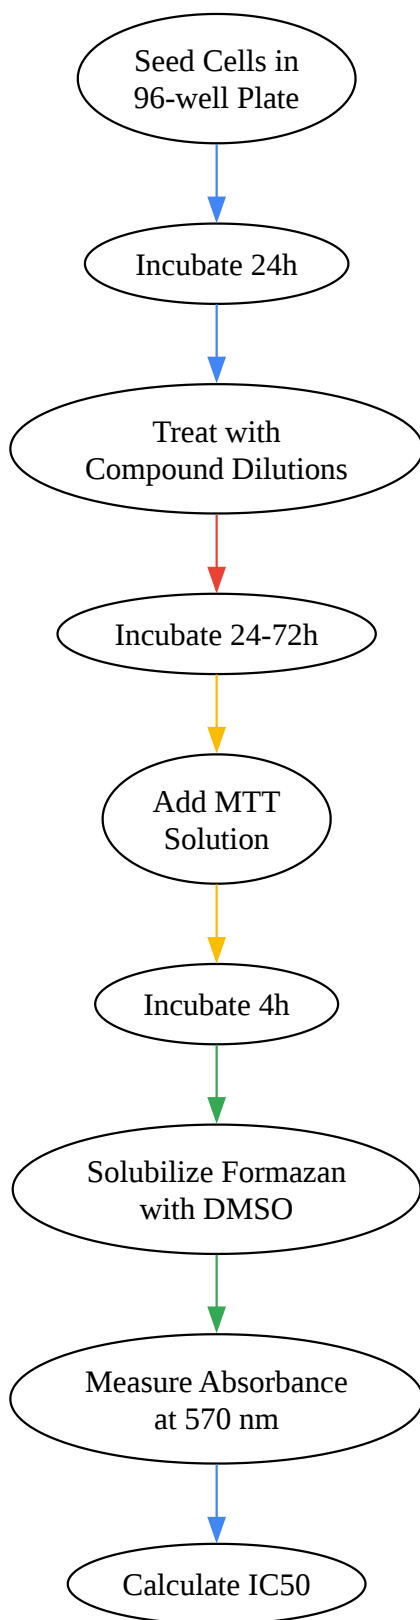 Seed Cells in
96-well Plate
Incubate 24h
Treat with
Compound Dilutions
Incubate 24-72h
Add MTT
Solution
Incubate 4h
Solubilize Formazan
with DMSO
Measure Absorbance
at 570 nm
Calculate IC50